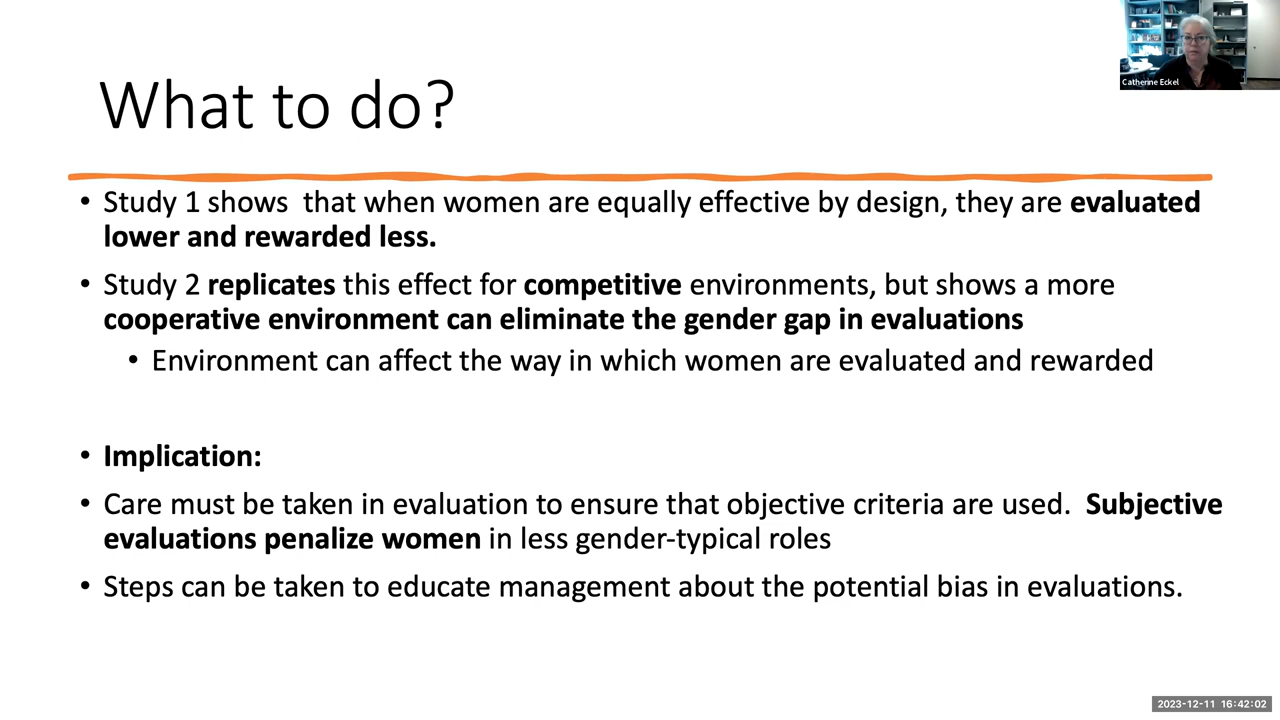 Catherine Eckel
What to do?
• Study 1 shows  that when women are equally effective by design, they are evaluated
lower and rewarded less.
• Study 2 replicates this effect for competitive environments, but shows a more
cooperative environment can eliminate the gender gap in evaluations
• Environment can affect the way in which women are evaluated and rewarded
• Implication:
• Care must be taken in evaluation to ensure that objective criteria are used.  Subjective
evaluations penalize women in less gender-typical roles
• Steps can be taken to educate management about the potential bias in evaluations.
2023-12-11  16:42:02